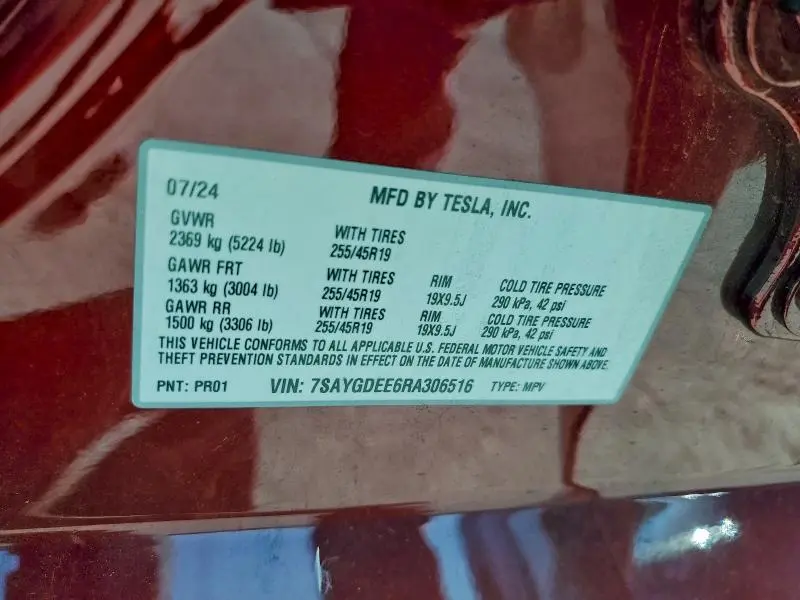 07/24 MFD BY TESLA, INC.
GVWR
2369 kg (5224 lb) WITH TIRES 255/45R19
GAWR FRT
1363 kg (3004 lb) WITH TIRES 255/45R19 RIM 19X9.5J COLD TIRE PRESSURE 290 kPa, 42 psi
GAWR RR
1500 kg (3306 lb) WITH TIRES 255/45R19 RIM 19X9.5J COLD TIRE PRESSURE 290 kPa, 42 psi
THIS VEHICLE CONFORMS TO ALL APPLICABLE U.S. FEDERAL MOTOR VEHICLE SAFETY AND
THEFT PREVENTION STANDARDS IN EFFECT ON THE DATE OF MANUFACTURE SHOWN ABOVE.
PNT: PR01 VIN: 7SAYGDEE6RA306516 TYPE: MPV